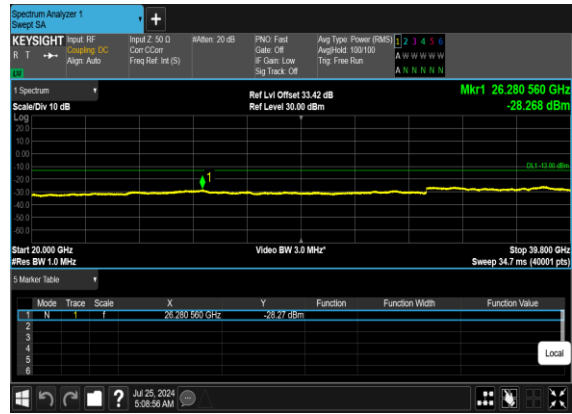 Spectrum Analyzer 1
Swept SA
+
KEYSIGHT
R T
Input: RF
Coupling: DC
Align: Auto
Input Z: 50 Ω
Corr CCorr
Freq Ref: Int (S)
#Atten: 20 dB
PNO: Fast
Gate: Off
IF Gain: Low
Sig Track: Off
Avg Type: Power (RMS)
Avg|Hold: 100/100
Trig: Free Run
1 2 3 4 5 6
A W W W W W
A N N N N N
1 Spectrum
Scale/Div 10 dB
Ref Lvl Offset 33.42 dB
Ref Level 30.00 dBm
Mkr1 26.280 560 GHz
-28.268 dBm
Log
20.0
10.0
0.00
-10.0
-20.0
-30.0
-40.0
-50.0
-60.0
1
DL1 -13.00 dBm
Start 20.000 GHz
#Res BW 1.0 MHz
Video BW 3.0 MHz*
Stop 39.800 GHz
Sweep 34.7 ms (40001 pts)
5 Marker Table
Mode Trace Scale X Y Function Function Width Function Value
1 N 1 f 26.280 560 GHz -28.27 dBm
2
3
4
5
6
Local
?
Jul 25, 2024
5:08:56 AM